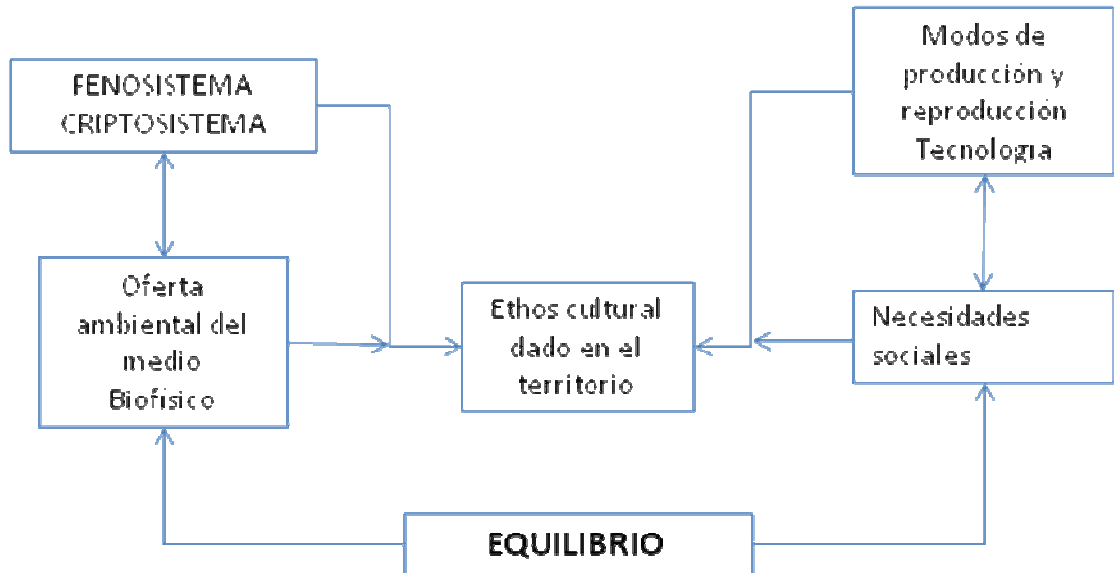 FENOSISTEMA
CRIPTOSISTEMA
Modos de
producción y
reproducción
Tecnologia
Oferta
ambiental del
medio
Biofisico
Ethos cultural
dado en el
territorio
Necesidades
sociales
EQUILIBRIO